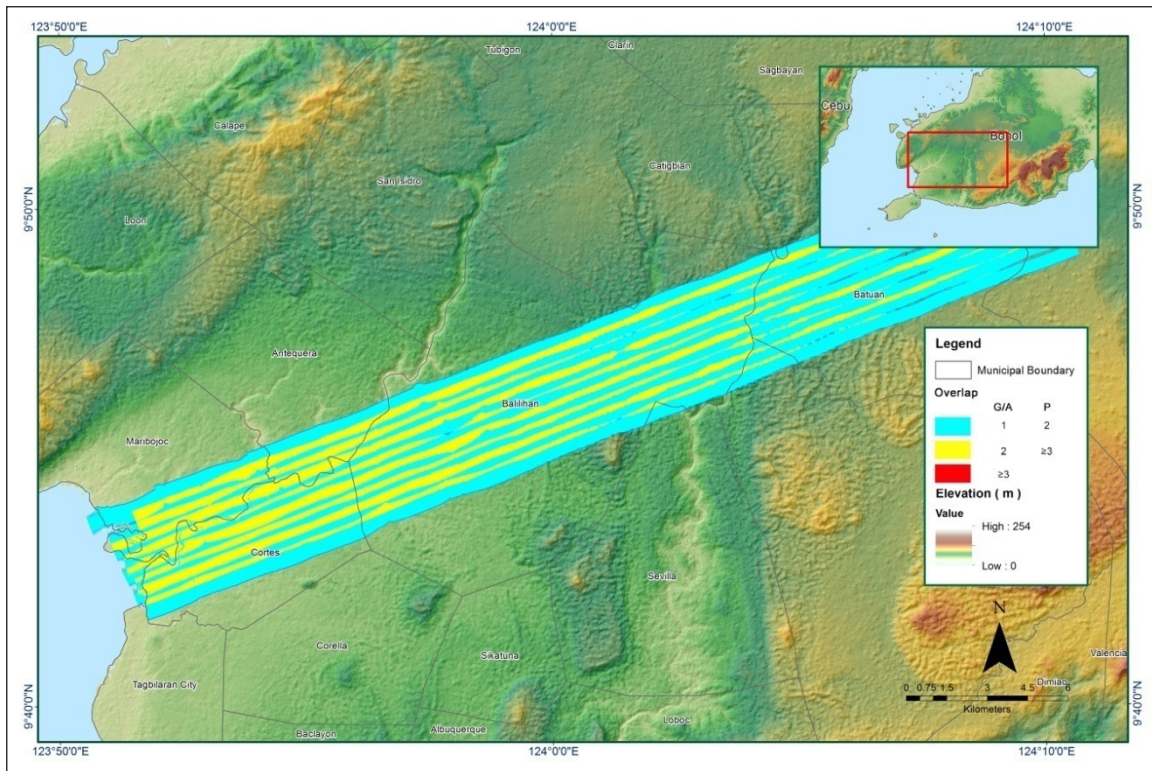 123°50'0"E 124°0'0"E 124°10'0"E
Tubigon
Clarin
Sagbayan
Cebu
Bohol
Calape
Catigbian
San Isidro
9°50'0"N 9°50'0"N
Loon
Batuan
Antequera
Balilihan
Maribojoc
Cortes
Sevilla
Corella
Sikatuna
Tagbilaran City
Valencia
Dimiao
Loboc
Albuquerque
Baclayon
Legend
Municipal Boundary
Overlap
G/A P
1 2
2 ≥3
≥3
Elevation ( m )
Value
High : 254
Low : 0
N
0 0.75 1.5 3 4.5 6
Kilometers
9°40'0"N 9°40'0"N
123°50'0"E 124°0'0"E 124°10'0"E